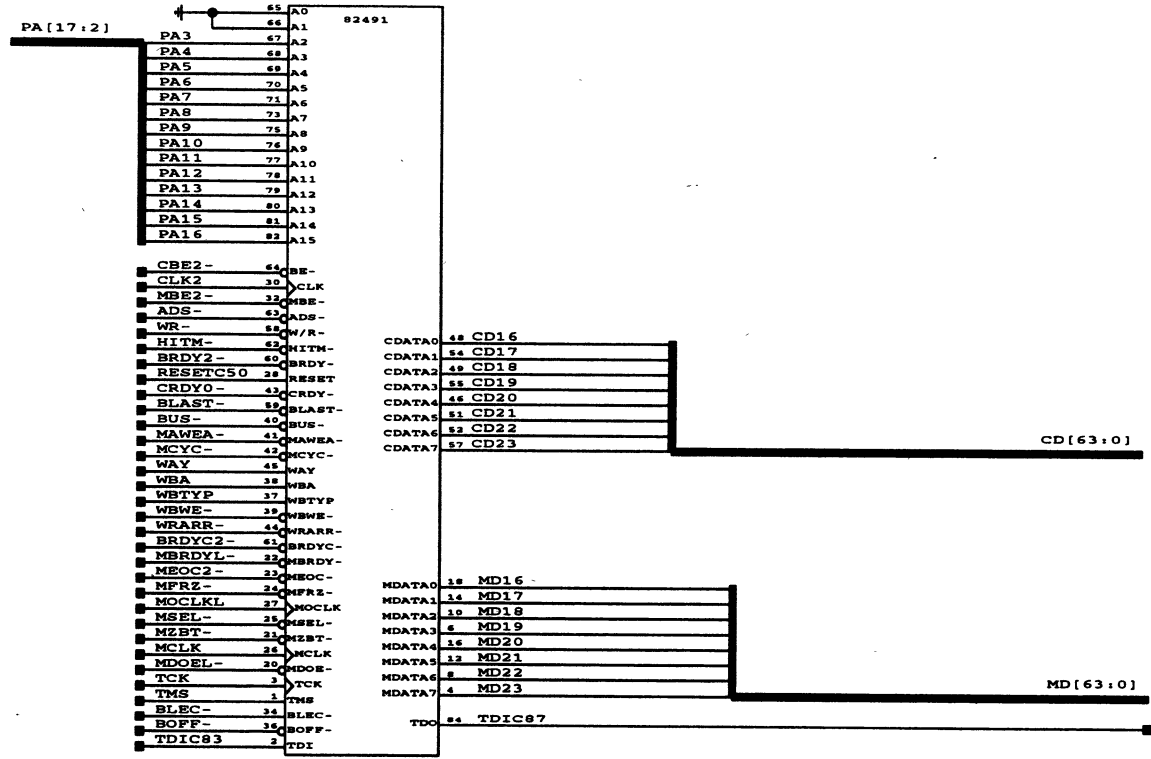 82491
65 A0
66 A1
PA[17:2]
PA3 67 A2
PA4 68 A3
PA5 69 A4
PA6 70 A5
PA7 71 A6
PA8 73 A7
PA9 75 A8
PA10 76 A9
PA11 77 A10
PA12 78 A11
PA13 79 A12
PA14 80 A13
PA15 81 A14
PA16 82 A15
CBE2- 64 BE-
CLK2 30 CLK
MBE2- 32 MBE-
ADS- 63 ADS-
WR- 58 W/R-
HITM- 62 HITM-
BRDY2- 60 BRDY-
RESETC50 28 RESET
CRDY0- 43 CRDY-
BLAST- 59 BLAST-
BUS- 40 BUS-
MAWEA- 41 MAWEA-
MCYC- 42 MCYC-
WAY 45 WAY
WBA 38 WBA
WBTYP 37 WBTYP
WBWE- 39 WBWE-
WRARR- 44 WRARR-
BRDYC2- 61 BRDYC-
MBRDYL- 22 MBRDY-
MEOC2- 23 MEOC-
MFRZ- 24 MFRZ-
MOCLKL 27 MOCLK
MSEL- 25 MSEL-
MZBT- 21 MZBT-
MCLK 26 MCLK
MDOEL- 20 MDOE-
TCK 3 TCK
TMS 1 TMS
BLEC- 34 BLEC-
BOFF- 36 BOFF-
TDIC83 2 TDI
CDATA0 48 CD16
CDATA1 54 CD17
CDATA2 49 CD18
CDATA3 55 CD19
CDATA4 46 CD20
CDATA5 51 CD21
CDATA6 52 CD22
CDATA7 57 CD23
CD[63:0]
MDATA0 18 MD16
MDATA1 14 MD17
MDATA2 10 MD18
MDATA3 6 MD19
MDATA4 16 MD20
MDATA5 12 MD21
MDATA6 8 MD22
MDATA7 4 MD23
MD[63:0]
TDO 84 TDIC87